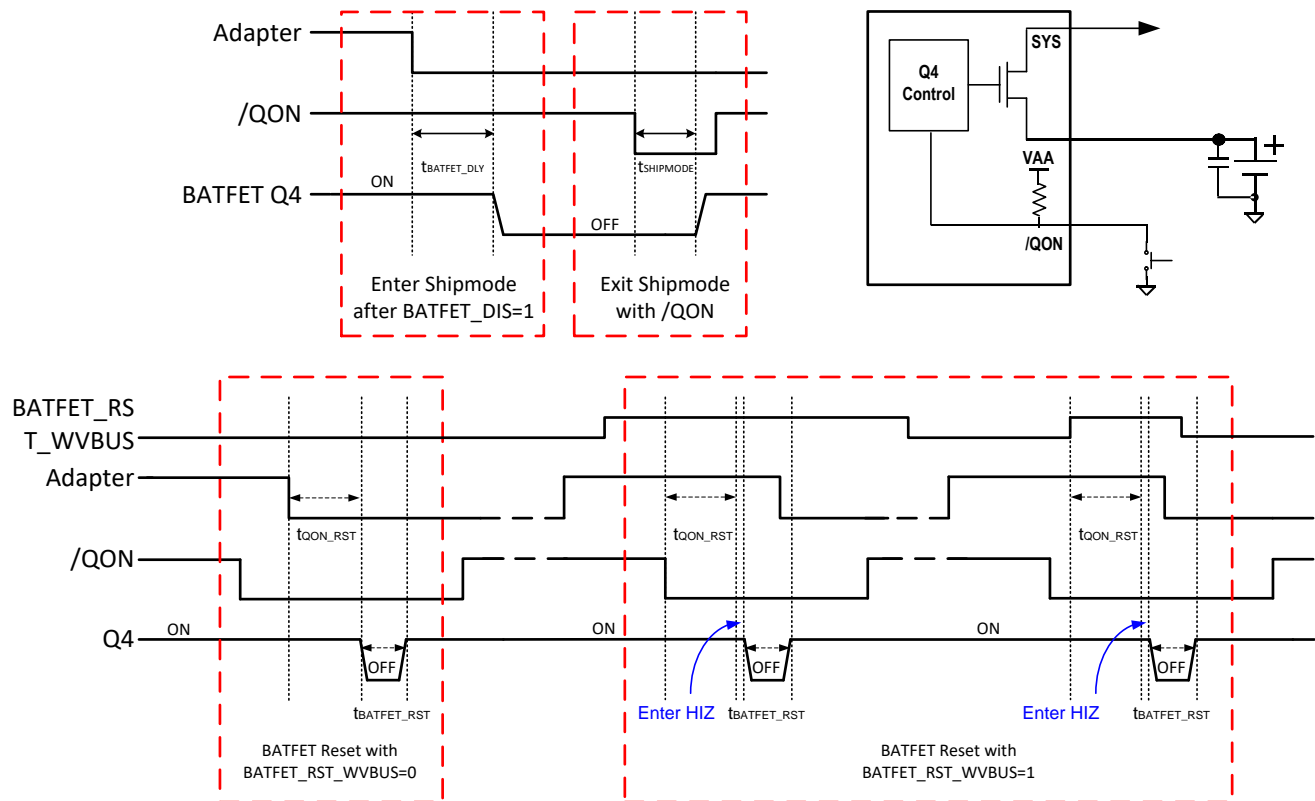 Adapter
/QON
tBATFET_DLY
tSHIPMODE
ON
BATFET Q4
OFF
Enter Shipmode
after BATFET_DIS=1
Exit Shipmode
with /QON
SYS
Q4
Control
VAA
+
/QON
BATFET_RS
T_WVBUS
Adapter
tQON_RST
tQON_RST
tQON_RST
/QON
ON
ON
ON
Q4
OFF
OFF
OFF
tBATFET_RST
Enter HIZ
tBATFET_RST
Enter HIZ
tBATFET_RST
BATFET Reset with
BATFET_RST_WVBUS=0
BATFET Reset with
BATFET_RST_WVBUS=1